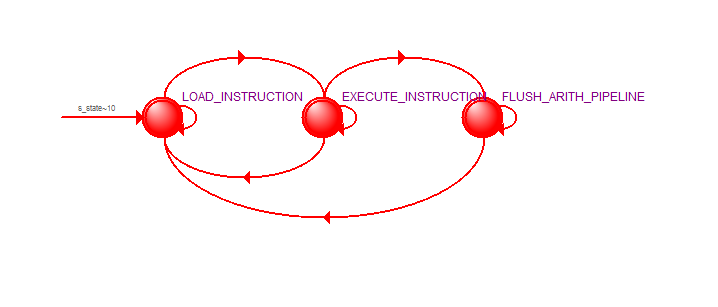 s_state~10
LOAD_INSTRUCTION
EXECUTE_INSTRUCTION
FLUSH_ARITH_PIPELINE